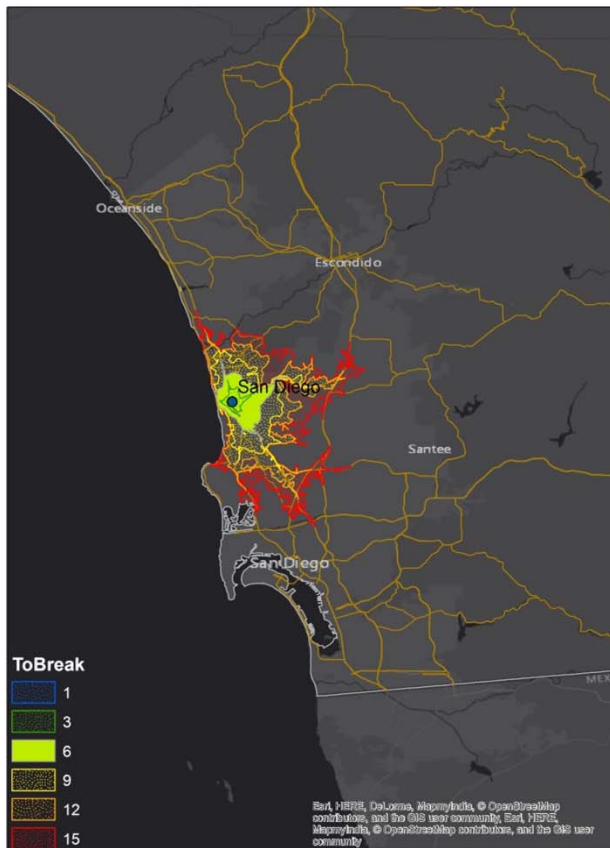 Oceanside
Escondido
San Diego
Santee
San Diego
MEX
ToBreak
1
3
6
9
12
15
Esri, HERE, DeLorme, MapmyIndia, © OpenStreetMap
contributors, and the GIS user community, Esri, HERE,
MapmyIndia, © OpenStreetMap contributors, and the GIS user
community